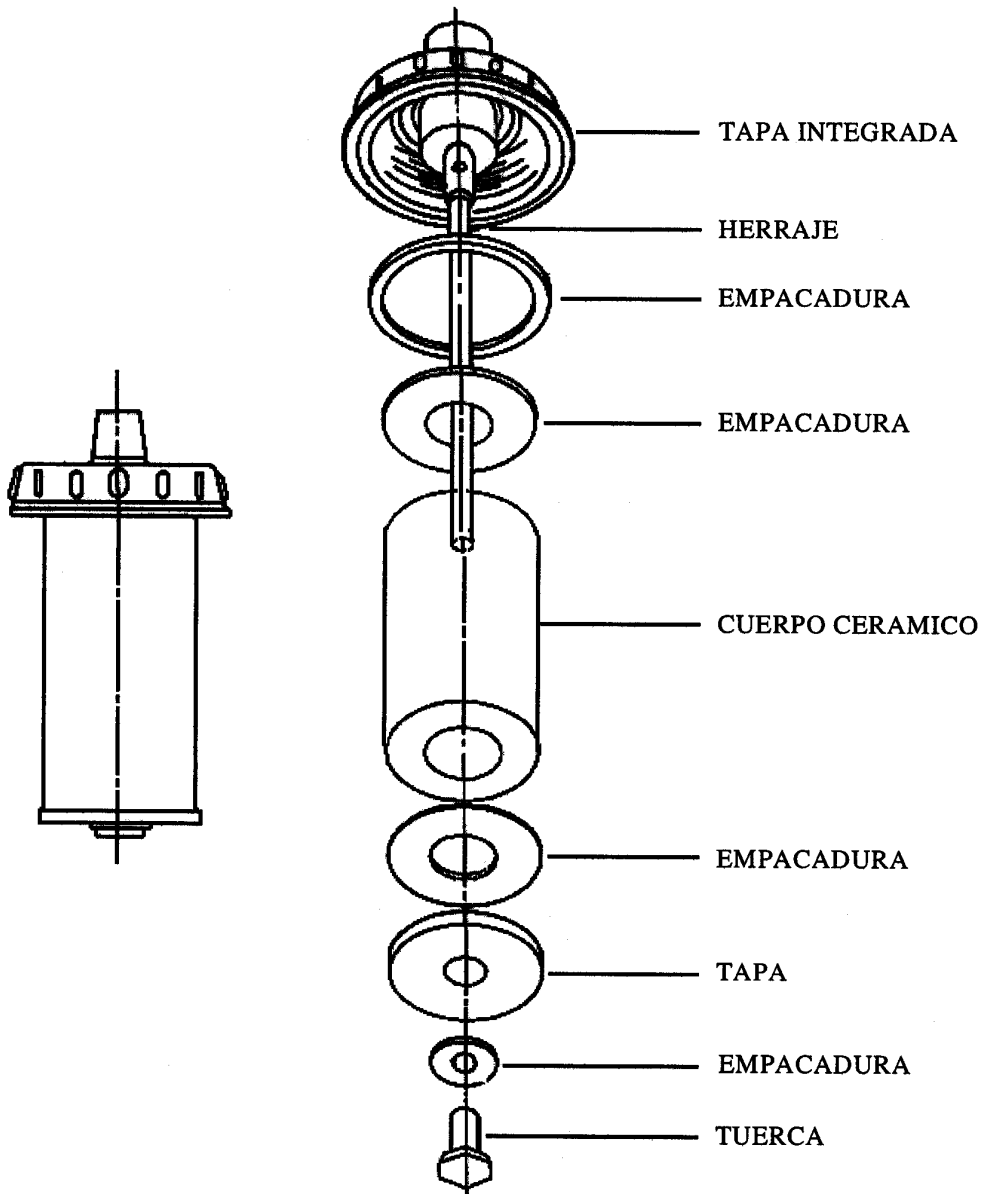 TAPA INTEGRADA
HERRAJE
EMPACADURA
EMPACADURA
CUERPO CERAMICO
EMPACADURA
TAPA
EMPACADURA
TUERCA